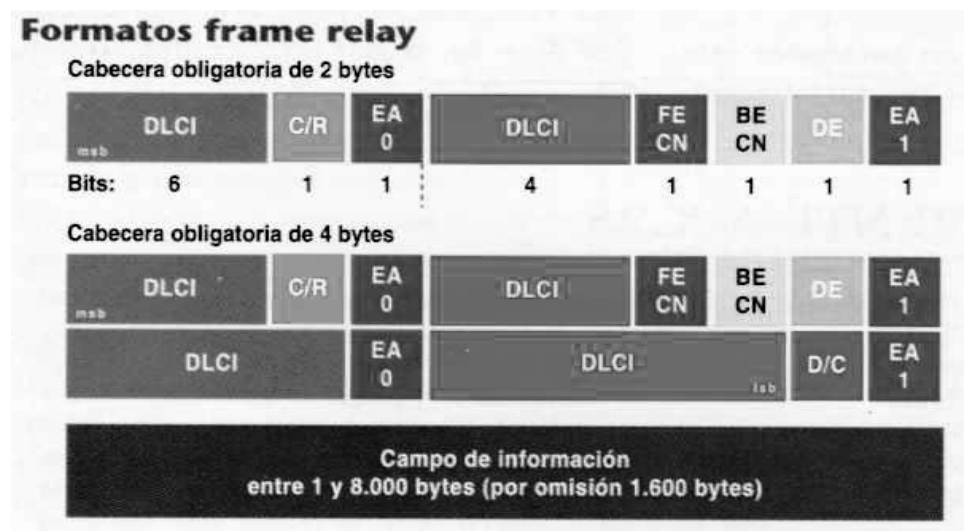 Formatos frame relay
Cabecera obligatoria de 2 bytes
DLCI C/R EA DLCI FE BE DE EA
msb 0 CN CN 1
Bits: 6 1 1 4 1 1 1 1
Cabecera obligatoria de 4 bytes
DLCI C/R EA DLCI FE BE DE EA
msb 0 CN CN 1
DLCI EA DLCI D/C EA
0 lsb 1
Campo de información
entre 1 y 8.000 bytes (por omisión 1.600 bytes)